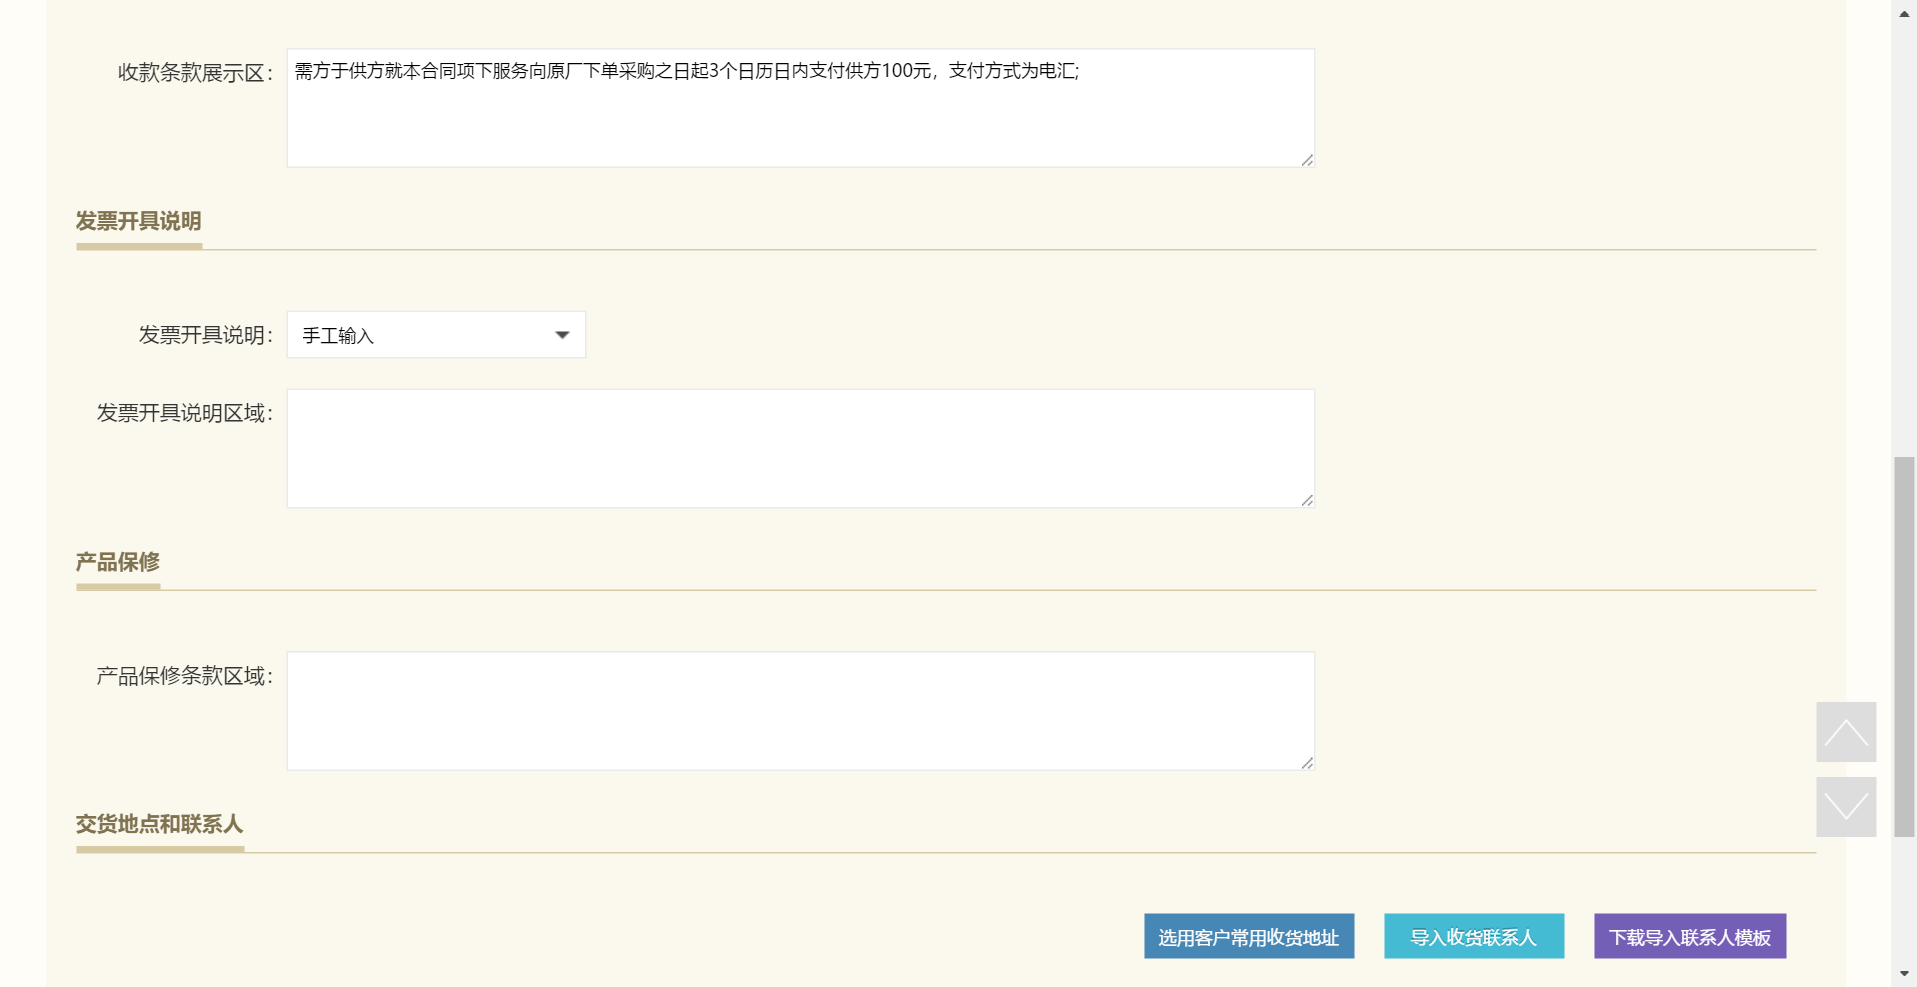 收款条款展示区：
需方于供方就本合同项下服务向原厂下单采购之日起3个日历日内支付供方100元，支付方式为电汇;
发票开具说明
发票开具说明：
手工输入
发票开具说明区域：
产品保修
产品保修条款区域：
交货地点和联系人
选用客户常用收货地址
导入收货联系人
下载导入联系人模板